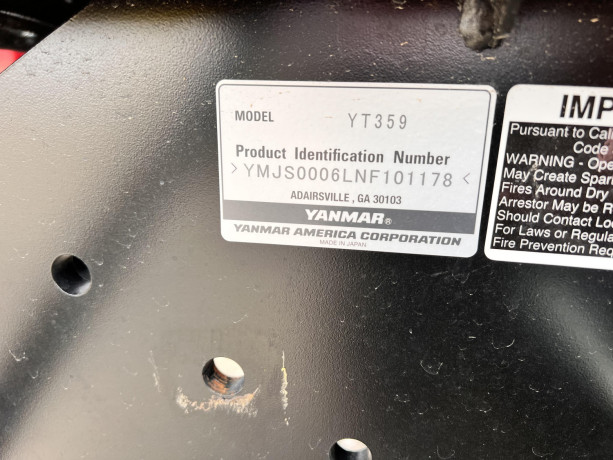 MODEL YT359
Product Identification Number
>YMJS0006LNF101178<
ADAIRSVILLE , GA 30103
YANMAR®
YANMAR AMERICA CORPORATION
MADE IN JAPAN
IMP
Pursuant to Cali
Code
WARNING - Ope
May Create Spar
Fires Around Dry
Arrestor May be R
Should Contact Loc
For Laws or Regula
Fire Prevention Req